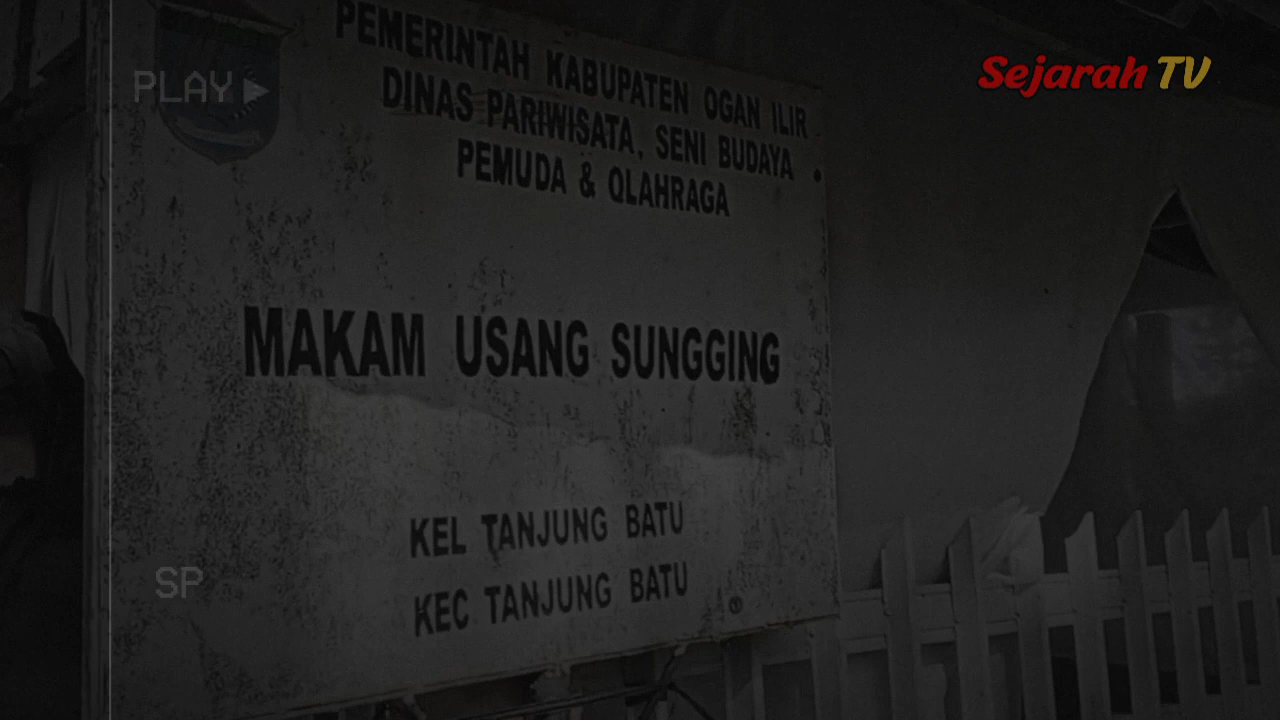 PLAY
Sejarah TV
PEMERINTAH KABUPATEN OGAN ILIR
DINAS PARIWISATA, SENI BUDAYA
PEMUDA & OLAHRAGA
MAKAM USANG SUNGGING
KEL TANJUNG BATU
KEC TANJUNG BATU
SP